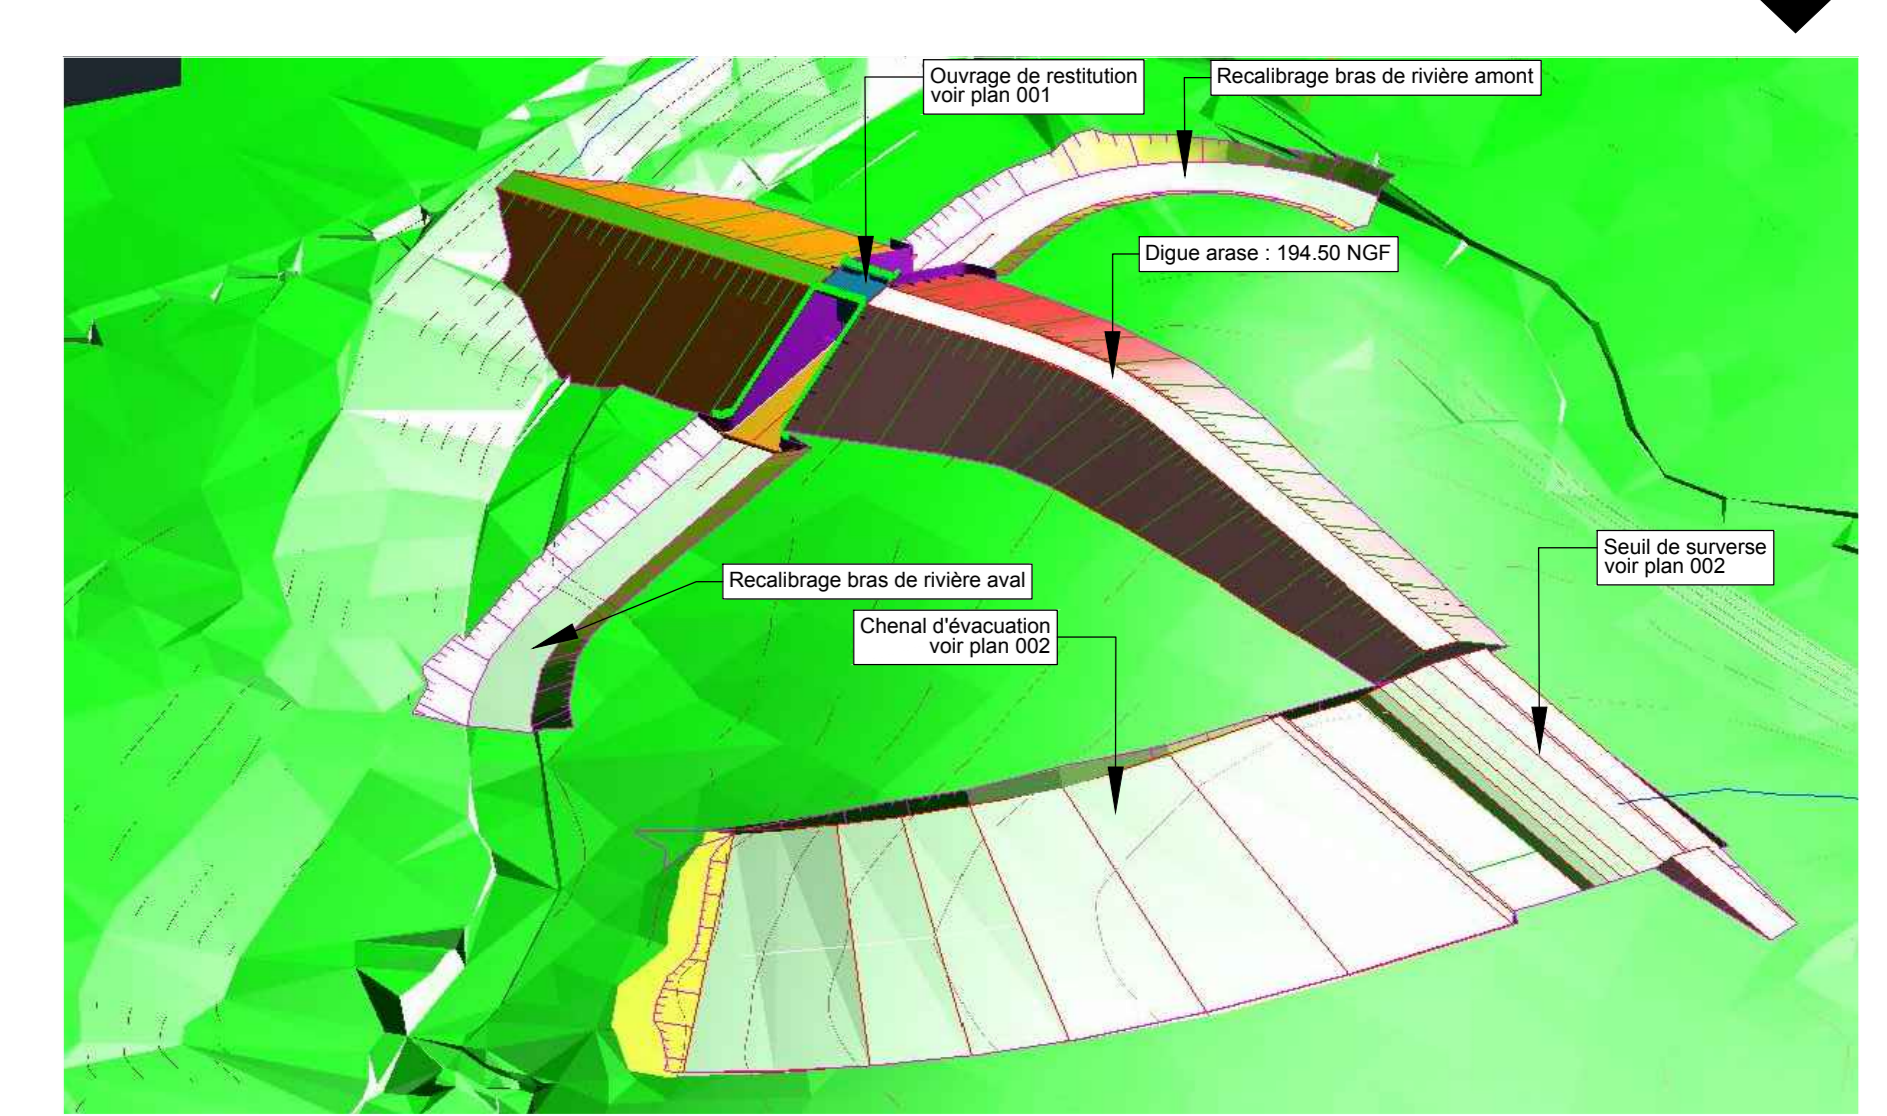 Ouvrage de restitution
voir plan 001
Recalibrage bras de rivière amont
Digue arase : 194.50 NGF
Seuil de surverse
voir plan 002
Recalibrage bras de rivière aval
Chenal d'évacuation
voir plan 002